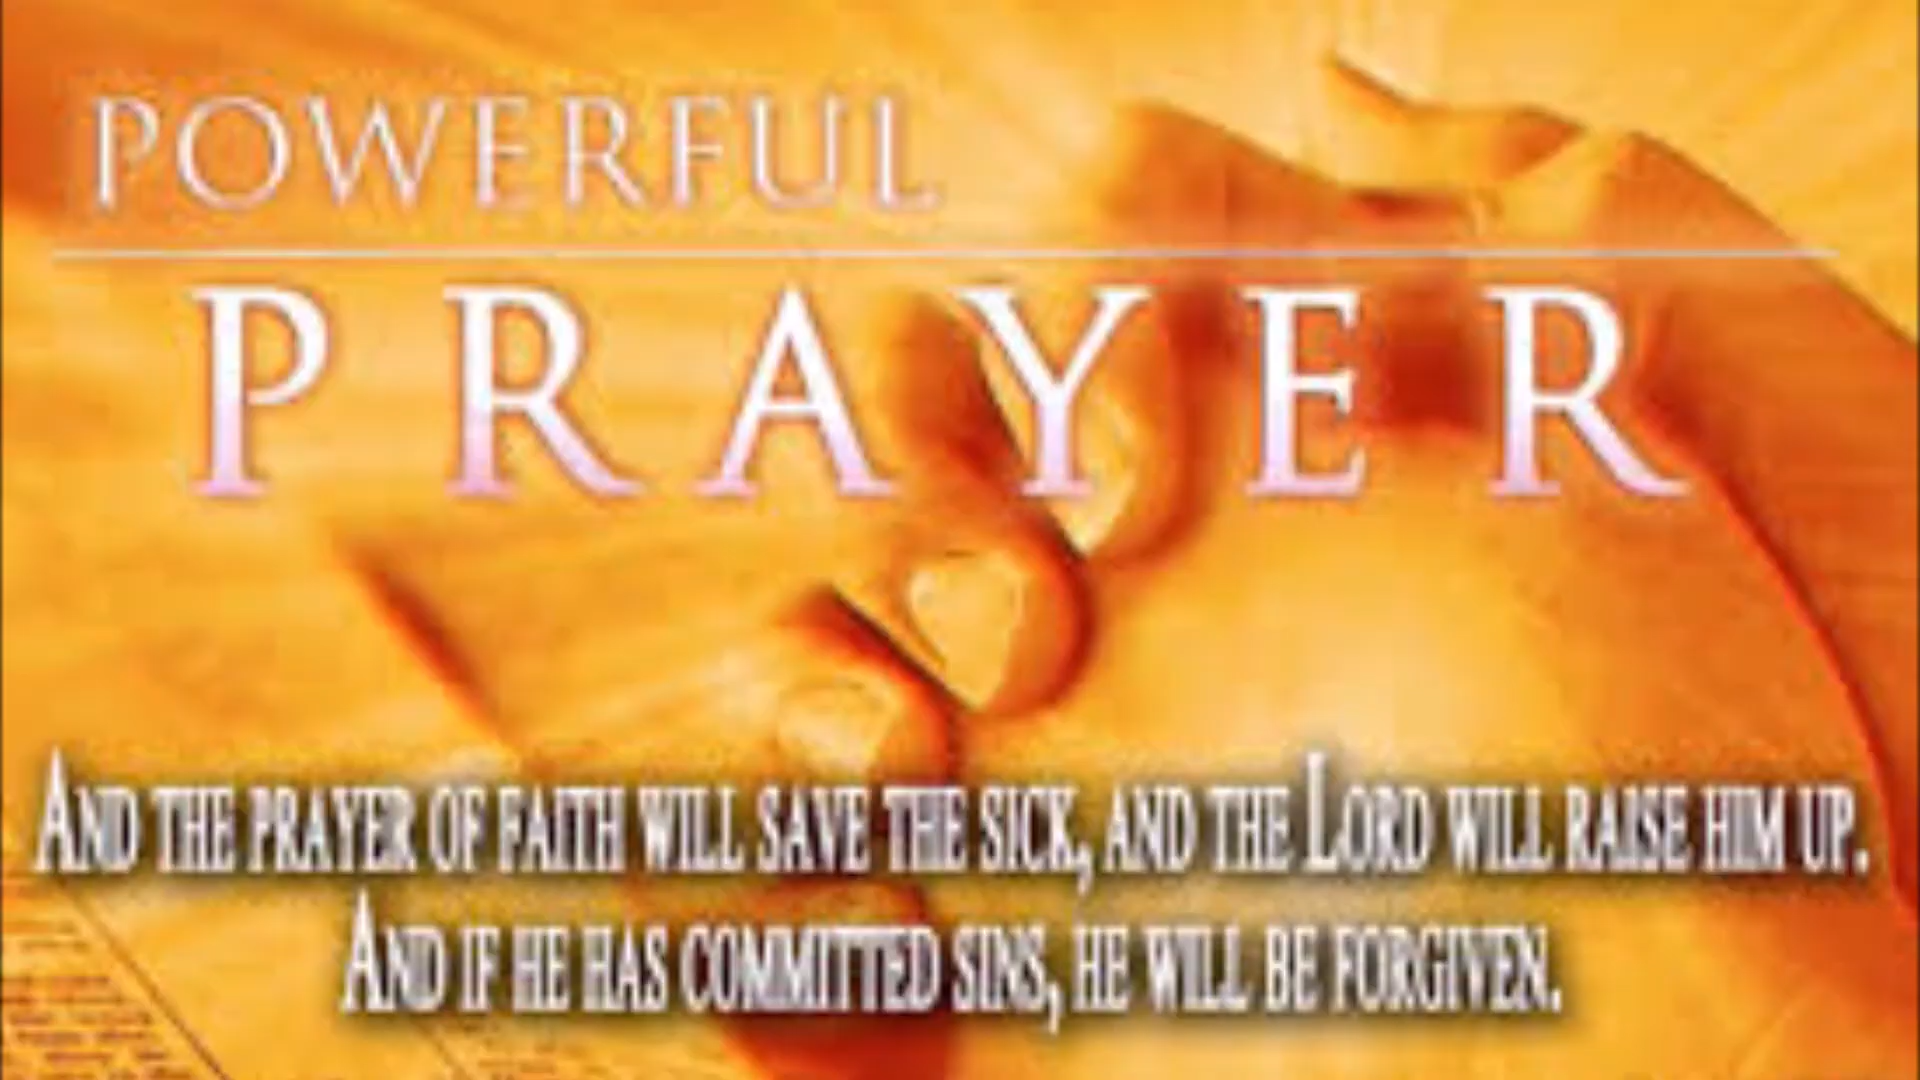 POWERFUL
PRAYER
AND THE PRAYER OF FAITH WILL SAVE THE SICK, AND THE LORD WILL RAISE HIM UP.
AND IF HE HAS COMMITTED SINS, HE WILL BE FORGIVEN.